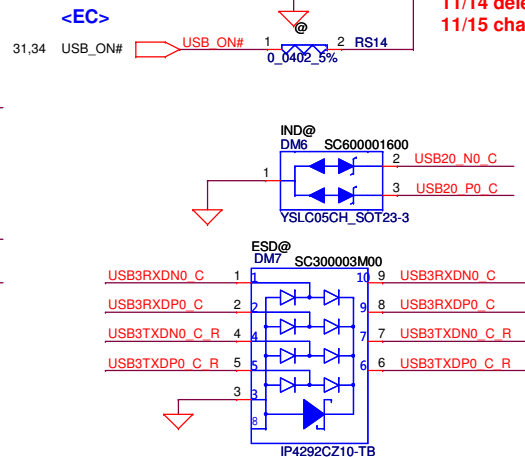 11/14 dele
<EC>
@
11/15 cha
31,34 USB_ON# USB_ON# 1 2 RS14
0_0402_5%
IND@
DM6 SC600001600
1 2 USB20_N0_C
3 USB20_P0_C
YSLC05CH_SOT23-3
ESD@
DM7 SC300003M00
USB3RXDN0_C 1 1 10 9 USB3RXDN0_C
USB3RXDP0_C 2 2 9 8 USB3RXDP0_C
USB3TXDN0_C_R 4 4 7 7 USB3TXDN0_C_R
USB3TXDP0_C_R 5 5 6 6 USB3TXDP0_C_R
3 3
8
IP4292CZ10-TB